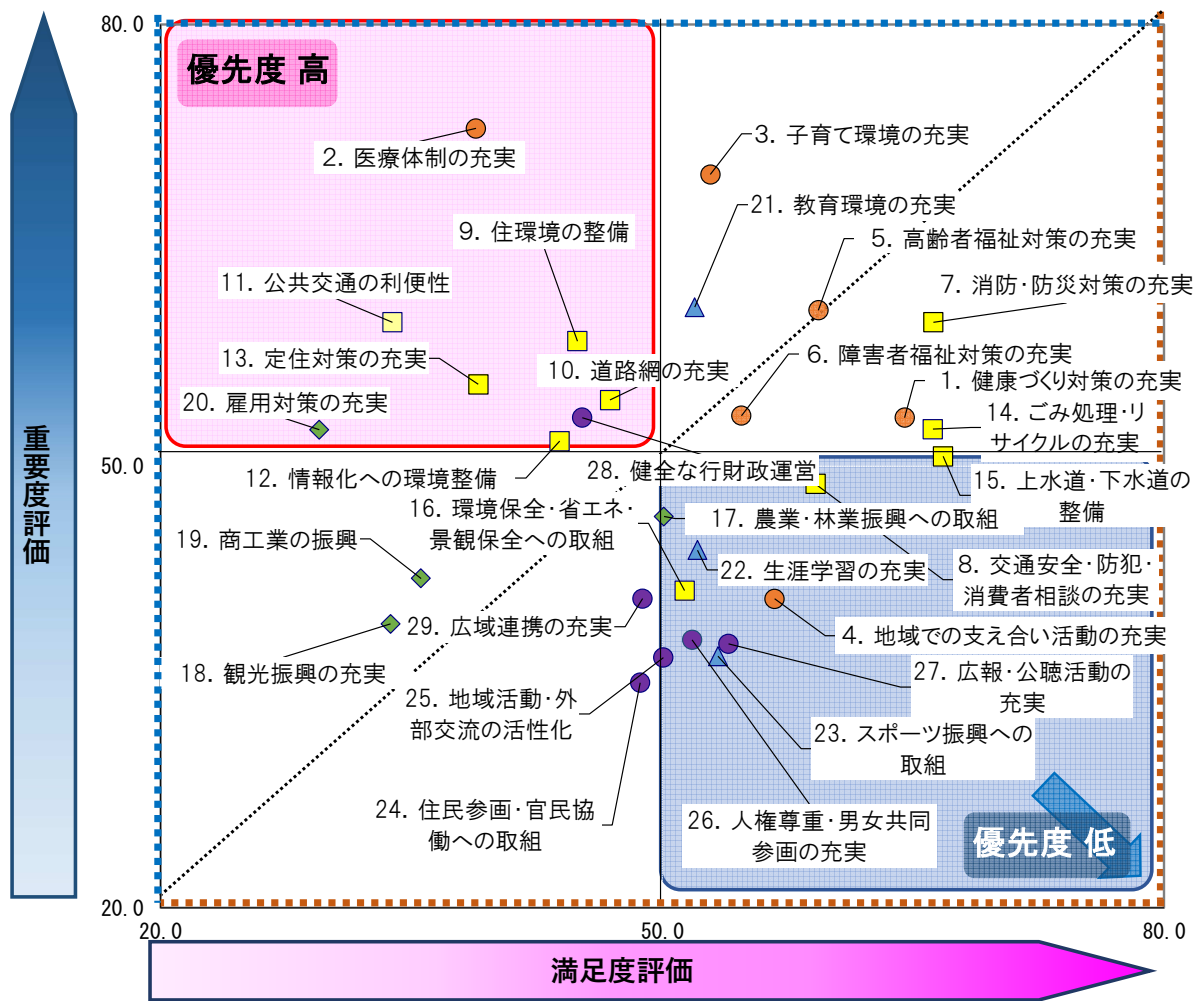 80.0
優先度 高
3．子育て環境の充実
2．医療体制の充実
21．教育環境の充実
9．住環境の整備
5．高齢者福祉対策の充実
11．公共交通の利便性
7．消防・防災対策の充実
13．定住対策の充実
6．障害者福祉対策の充実
10．道路網の充実
1．健康づくり対策の充実
20．雇用対策の充実
14．ごみ処理・リ
サイクルの充実
重要度評価
50.0
12．情報化への環境整備
28．健全な行財政運営
15．上水道・下水道の
整備
16．環境保全・省エネ・
景観保全への取組
17．農業・林業振興への取組
19．商工業の振興
22．生涯学習の充実
8．交通安全・防犯・
消費者相談の充実
29．広域連携の充実
4．地域での支え合い活動の充実
18．観光振興の充実
27．広報・公聴活動の
充実
25．地域活動・外
部交流の活性化
23．スポーツ振興への
取組
24．住民参画・官民協
働への取組
26．人権尊重・男女共同
参画の充実
優先度 低
20.0
20.0
50.0
80.0
満足度評価